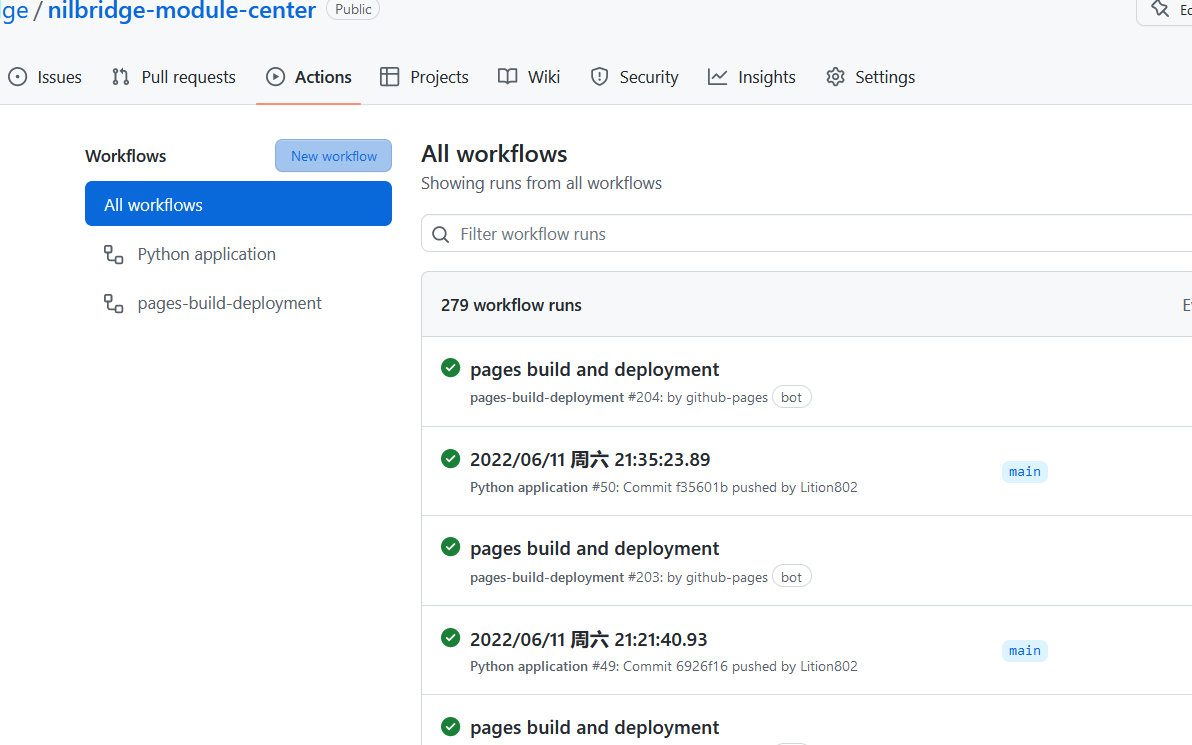 ge / nilbridge-module-center Public
Issues Pull requests Actions Projects Wiki Security Insights Settings
Workflows New workflow
All workflows
Python application
pages-build-deployment
All workflows
Showing runs from all workflows
Filter workflow runs
279 workflow runs
pages build and deployment
pages-build-deployment #204: by github-pages bot
2022/06/11 周六 21:35:23.89
Python application #50: Commit f35601b pushed by Lition802
main
pages build and deployment
pages-build-deployment #203: by github-pages bot
2022/06/11 周六 21:21:40.93
Python application #49: Commit 6926f16 pushed by Lition802
main
pages build and deployment